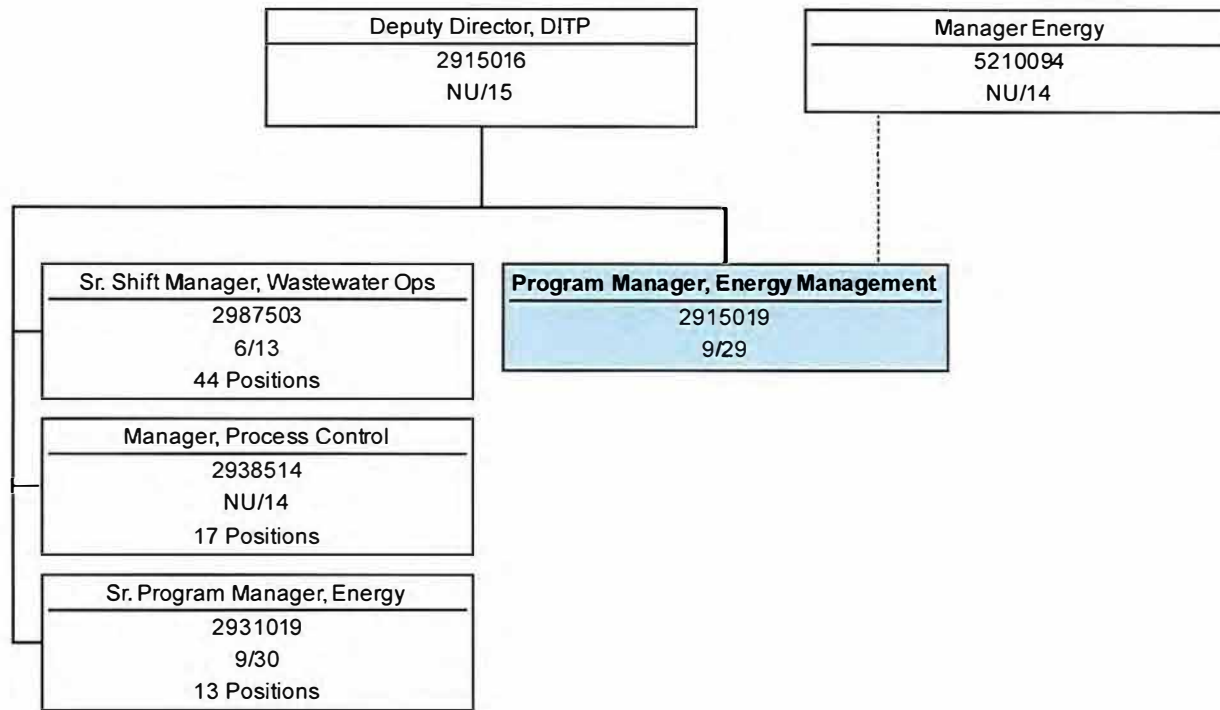 Deputy Director, DITP
2915016
NU/15
Manager Energy
5210094
NU/14
Sr. Shift Manager, Wastewater Ops
2987503
6/13
44 Positions
Program Manager, Energy Management
2915019
9/29
Manager, Process Control
2938514
NU/14
17 Positions
Sr. Program Manager, Energy
2931019
9/30
13 Positions